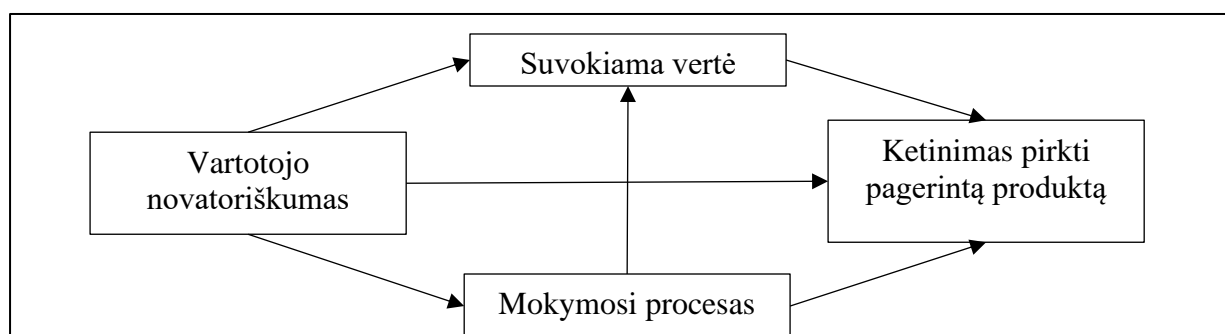 Suvokiama vertė
Vartotojo
novatoriškumas
Ketinimas pirkti
pagerintą produktą
Mokymosi procesas